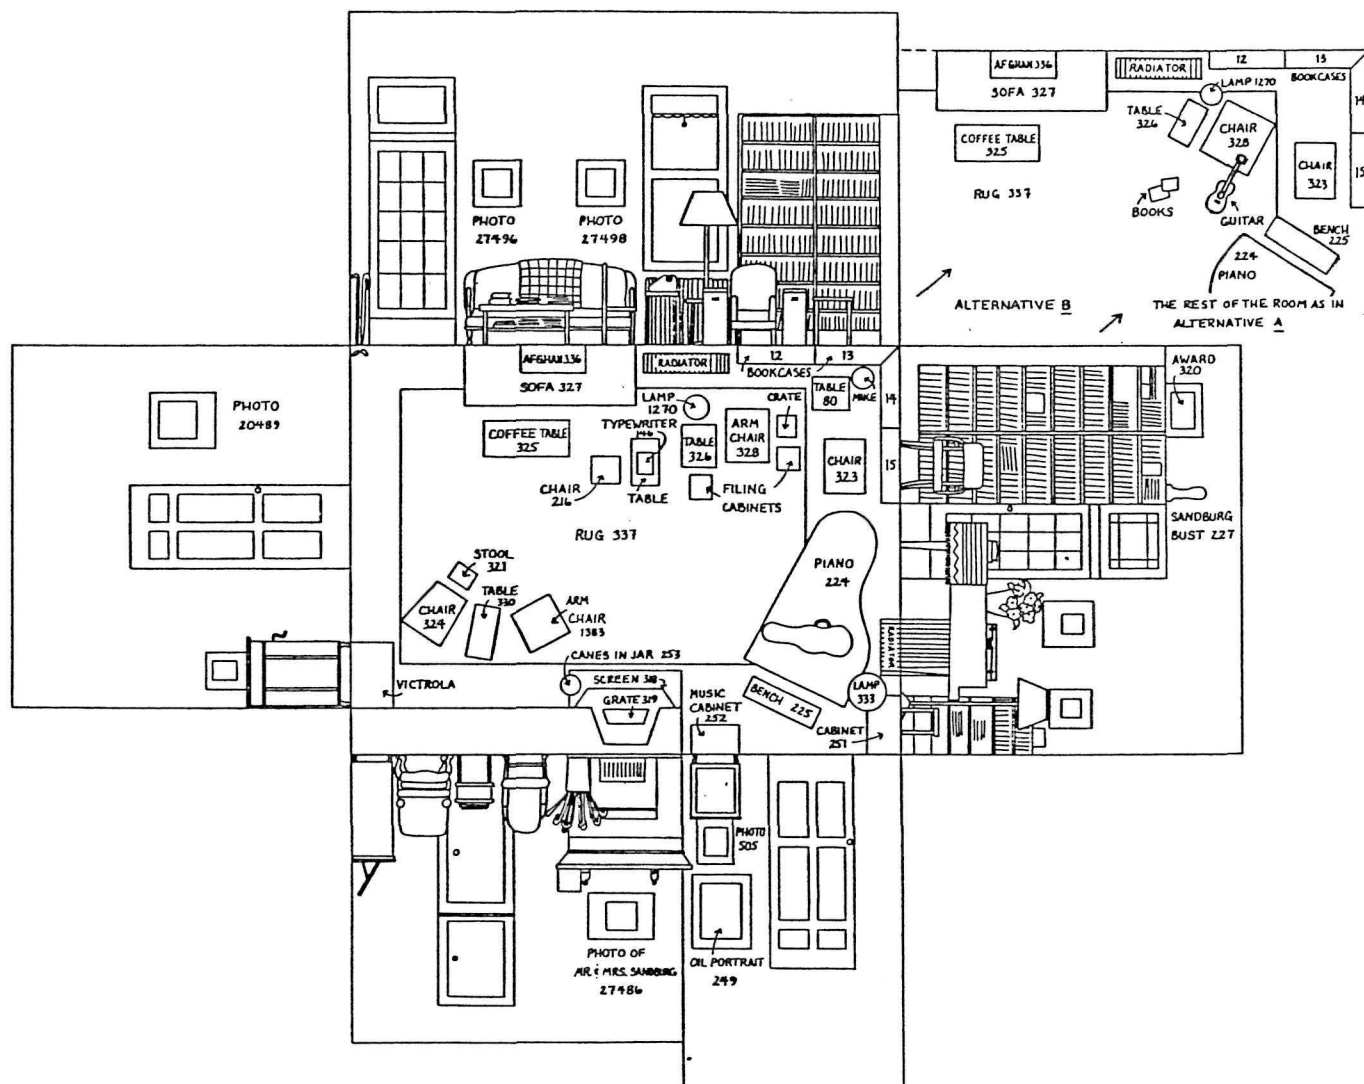 PHOTO
27496
PHOTO
27498
AFGHAN 336
SOFA 327
RADIATOR
12
13
BOOKCASES
14
15
LAMP 1270
TABLE
326
CHAIR
328
CHAIR
323
COFFEE TABLE
325
RUG 337
BOOKS
GUITAR
BENCH
225
224
PIANO
ALTERNATIVE B
THE REST OF THE ROOM AS IN
ALTERNATIVE A
PHOTO
20489
AFGHAN 336
SOFA 327
RADIATOR
12
13
BOOKCASES
14
15
TABLE
80
CRATE
LAMP
1270
TYPEWRITER
146
TABLE
COFFEE TABLE
325
CHAIR
216
TABLE
326
ARM
CHAIR
328
CHAIR
323
FILING
CABINETS
RUG 337
AWARD
320
SANDBURG
BUST 227
STOOL
321
CHAIR
324
TABLE
330
ARM
CHAIR
1383
PIANO
224
RADIATOR
VICTROLA
CANES IN JAR 253
SCREEN 318
GRATE 319
MUSIC
CABINET
252
BENCH 225
LAMP
333
CABINET
251
PHOTO
505
OIL PORTRAIT
249
PHOTO OF
MR & MRS. SANDBURG
27486